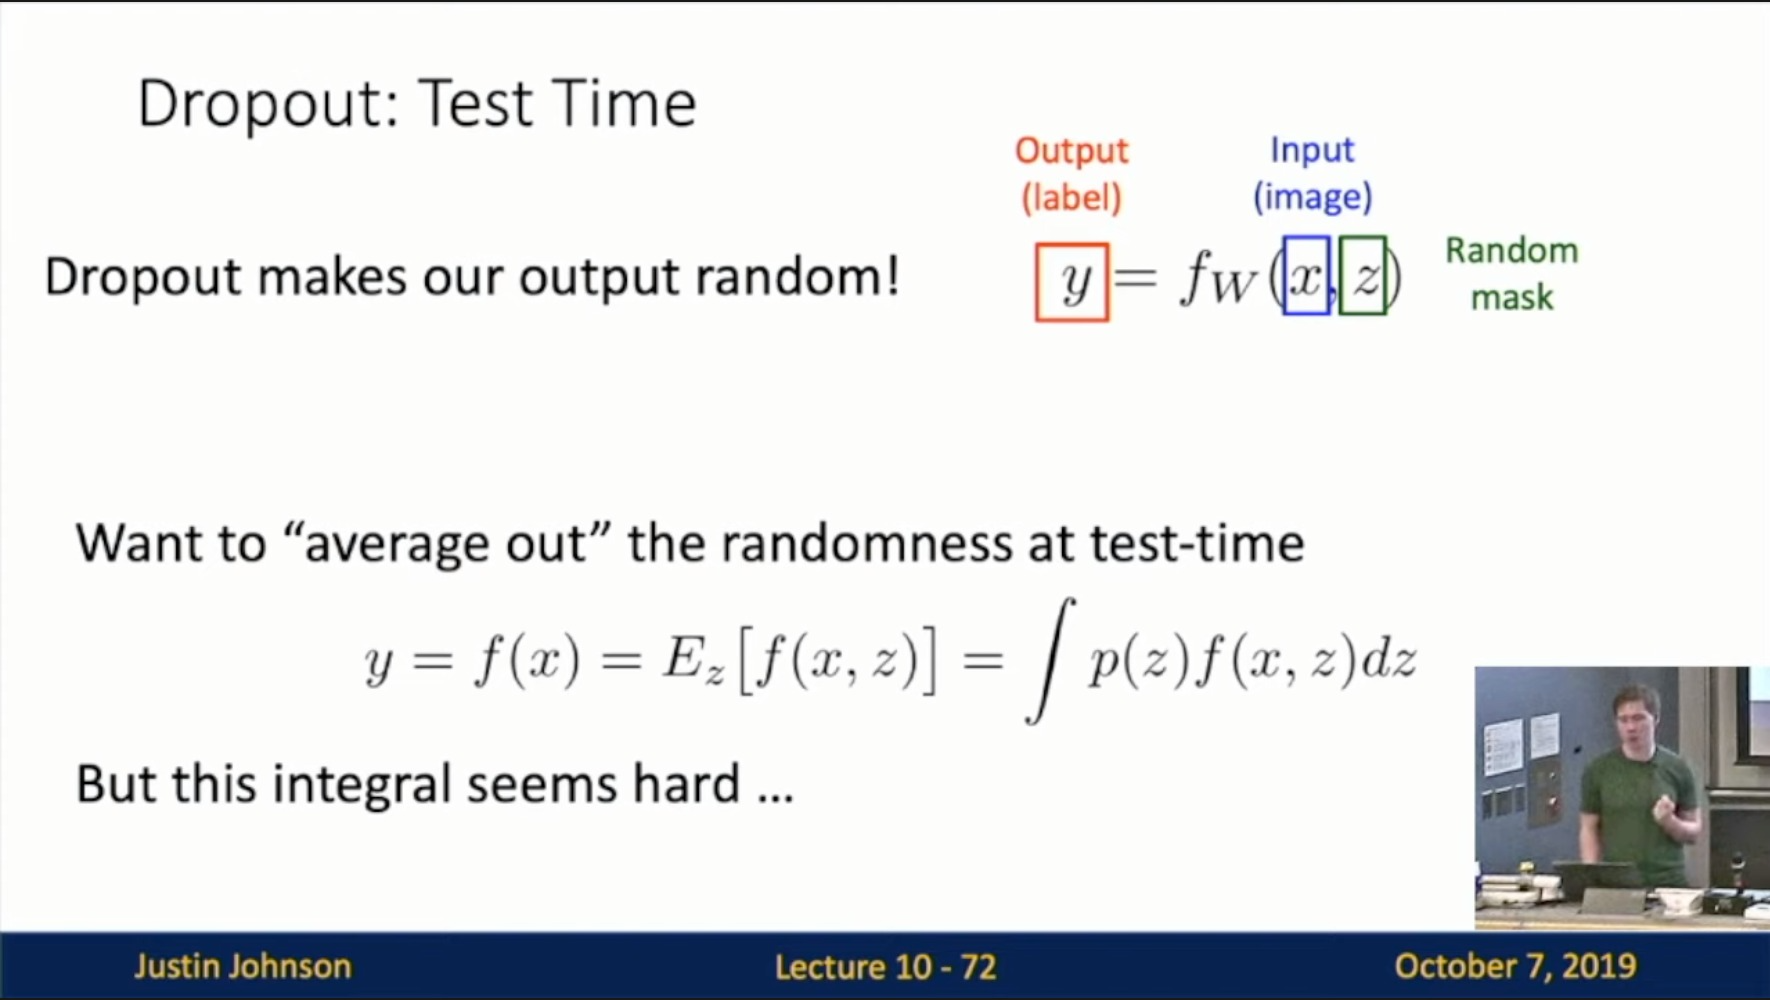 Dropout: Test Time
Output
(label)
Input
(image)
Dropout makes our output random!
y = f_W(x, z)
Random
mask
Want to “average out” the randomness at test-time
y = f(x) = E_z[f(x, z)] = ∫ p(z)f(x, z)dz
But this integral seems hard ...
Justin Johnson
Lecture 10 - 72
October 7, 2019